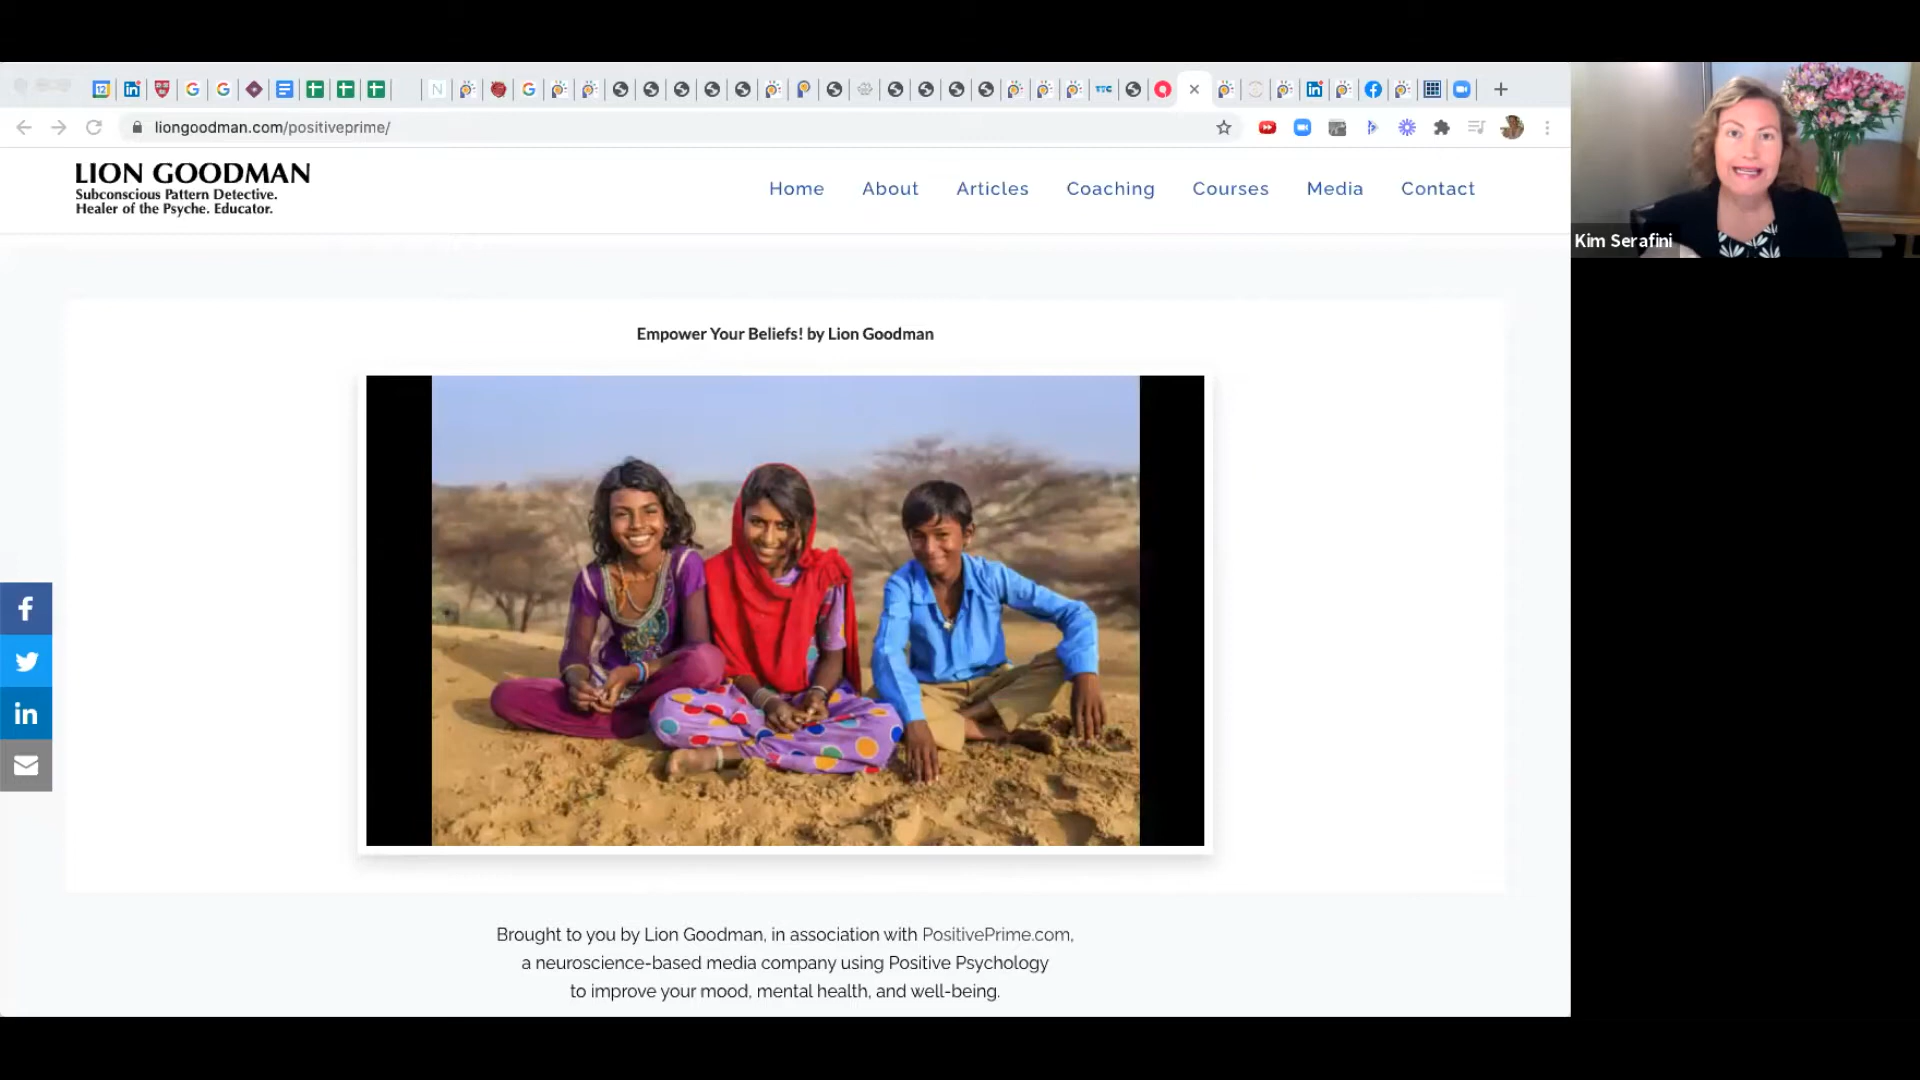 liongoodman.com/positiveprime/
LION GOODMAN
Subconscious Pattern Detective.
Healer of the Psyche. Educator.
Home About Articles Coaching Courses Media Contact
Kim Serafini
Empower Your Beliefs! by Lion Goodman
Brought to you by Lion Goodman, in association with PositivePrime.com,
a neuroscience-based media company using Positive Psychology
to improve your mood, mental health, and well-being.